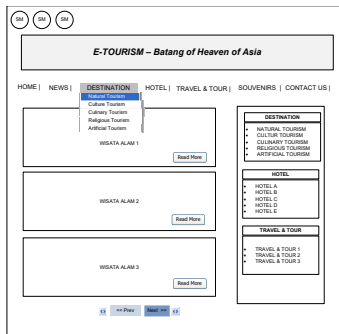 SM SM SM
E-TOURISM – Batang of Heaven of Asia
HOME | NEWS | DESTINATION HOTEL | TRAVEL & TOUR | SOUVENIRS | CONTACT US |
Natural Tourism
Culture Tourism
Culinary Tourism
Religious Tourism
Artificial Tourism
WISATA ALAM 1
Read More
WISATA ALAM 2
Read More
WISATA ALAM 3
Read More
<< Prev Next >>
DESTINATION
NATURAL TOURISM
CULTUR TOURISM
CULINARY TOURISM
RELIGIOUS TOURISM
ARTIFICIAL TOURISM
HOTEL
HOTEL A
HOTEL B
HOTEL C
HOTEL D
HOTEL E
TRAVEL & TOUR
TRAVEL & TOUR 1
TRAVEL & TOUR 2
TRAVEL & TOUR 3